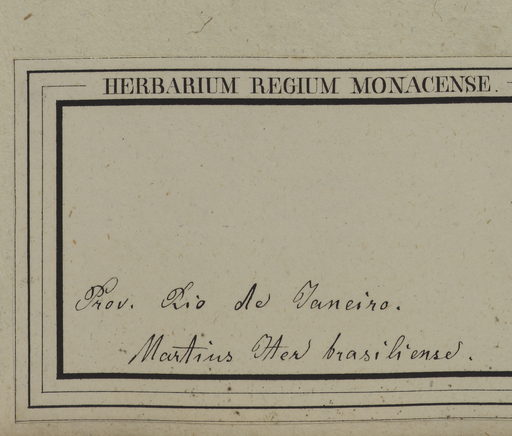 HERBARIUM REGIUM MONACENSE.
Prov. Rio de Janeiro.
Martius Iter brasiliense.